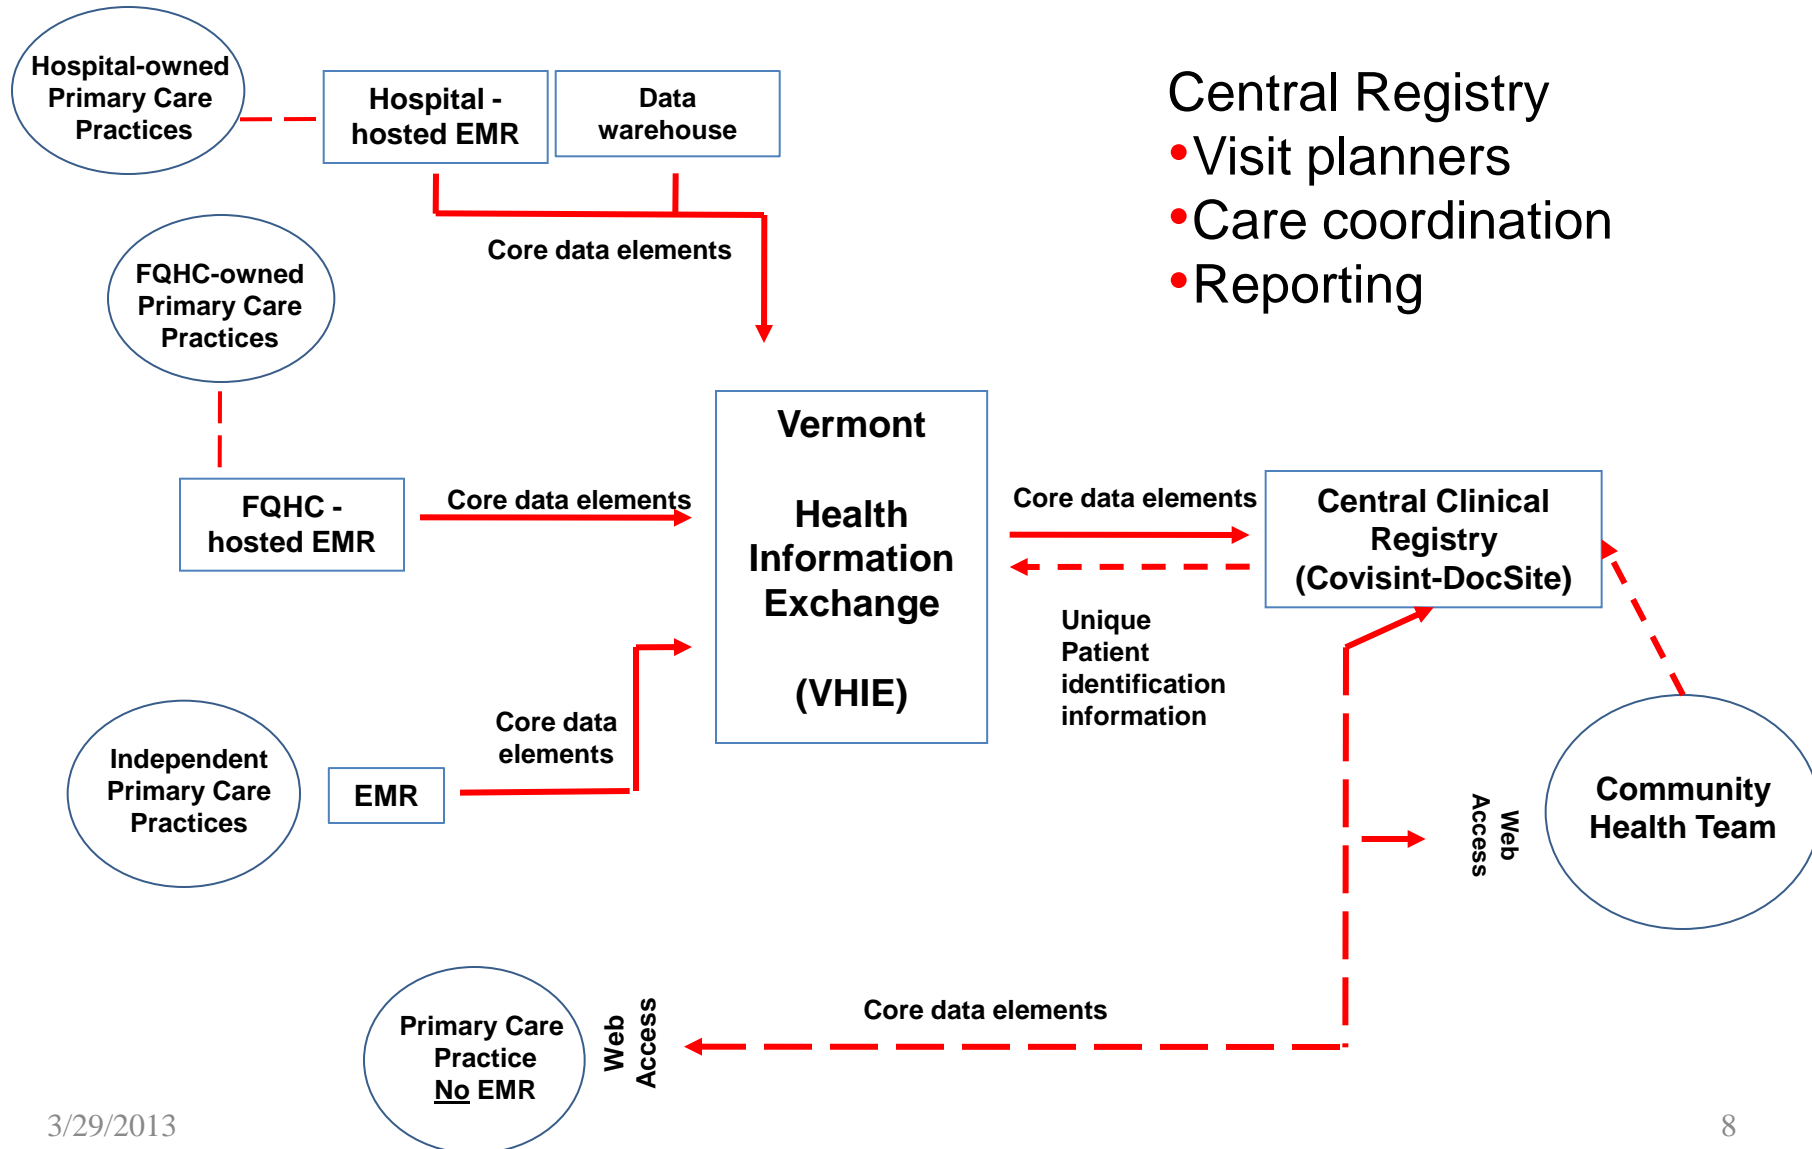 Hospital-owned
Primary Care
Practices
Hospital -
hosted EMR
Data
warehouse
Central Registry
•Visit planners
•Care coordination
•Reporting
Core data elements
FQHC-owned
Primary Care
Practices
FQHC -
hosted EMR
Core data elements
Vermont
Health
Information
Exchange
(VHIE)
Core data elements
Central Clinical
Registry
(Covisint-DocSite)
Unique
Patient
identification
information
Independent
Primary Care
Practices
EMR
Core data
elements
Web
Access
Community
Health Team
Primary Care
Practice
No EMR
Web
Access
Core data elements
3/29/2013
8